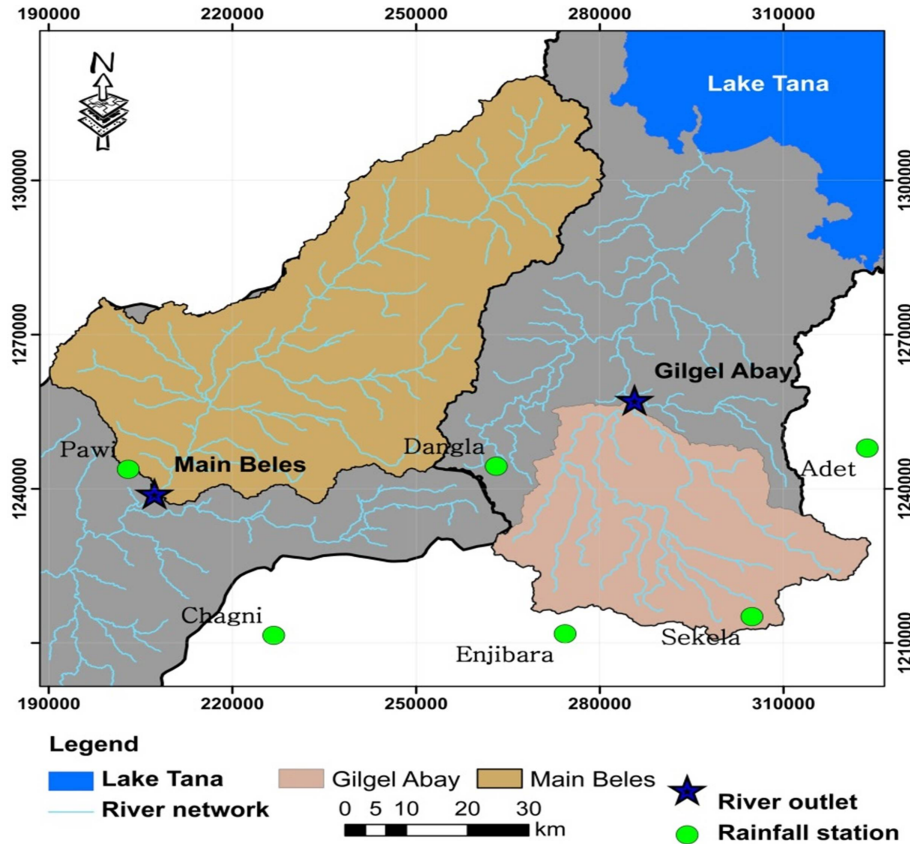 190000 220000 250000 280000 310000
N
Lake Tana
1300000 1300000
1270000 1270000
Gilgel Abay
Pawi
Main Beles
Dangla
Adet
1240000 1240000
Chagni
Enjibara
Sekela
1210000 1210000
190000 220000 250000 280000 310000
Legend
Lake Tana
Gilgel Abay
Main Beles
River network
0 5 10 20 30
km
River outlet
Rainfall station